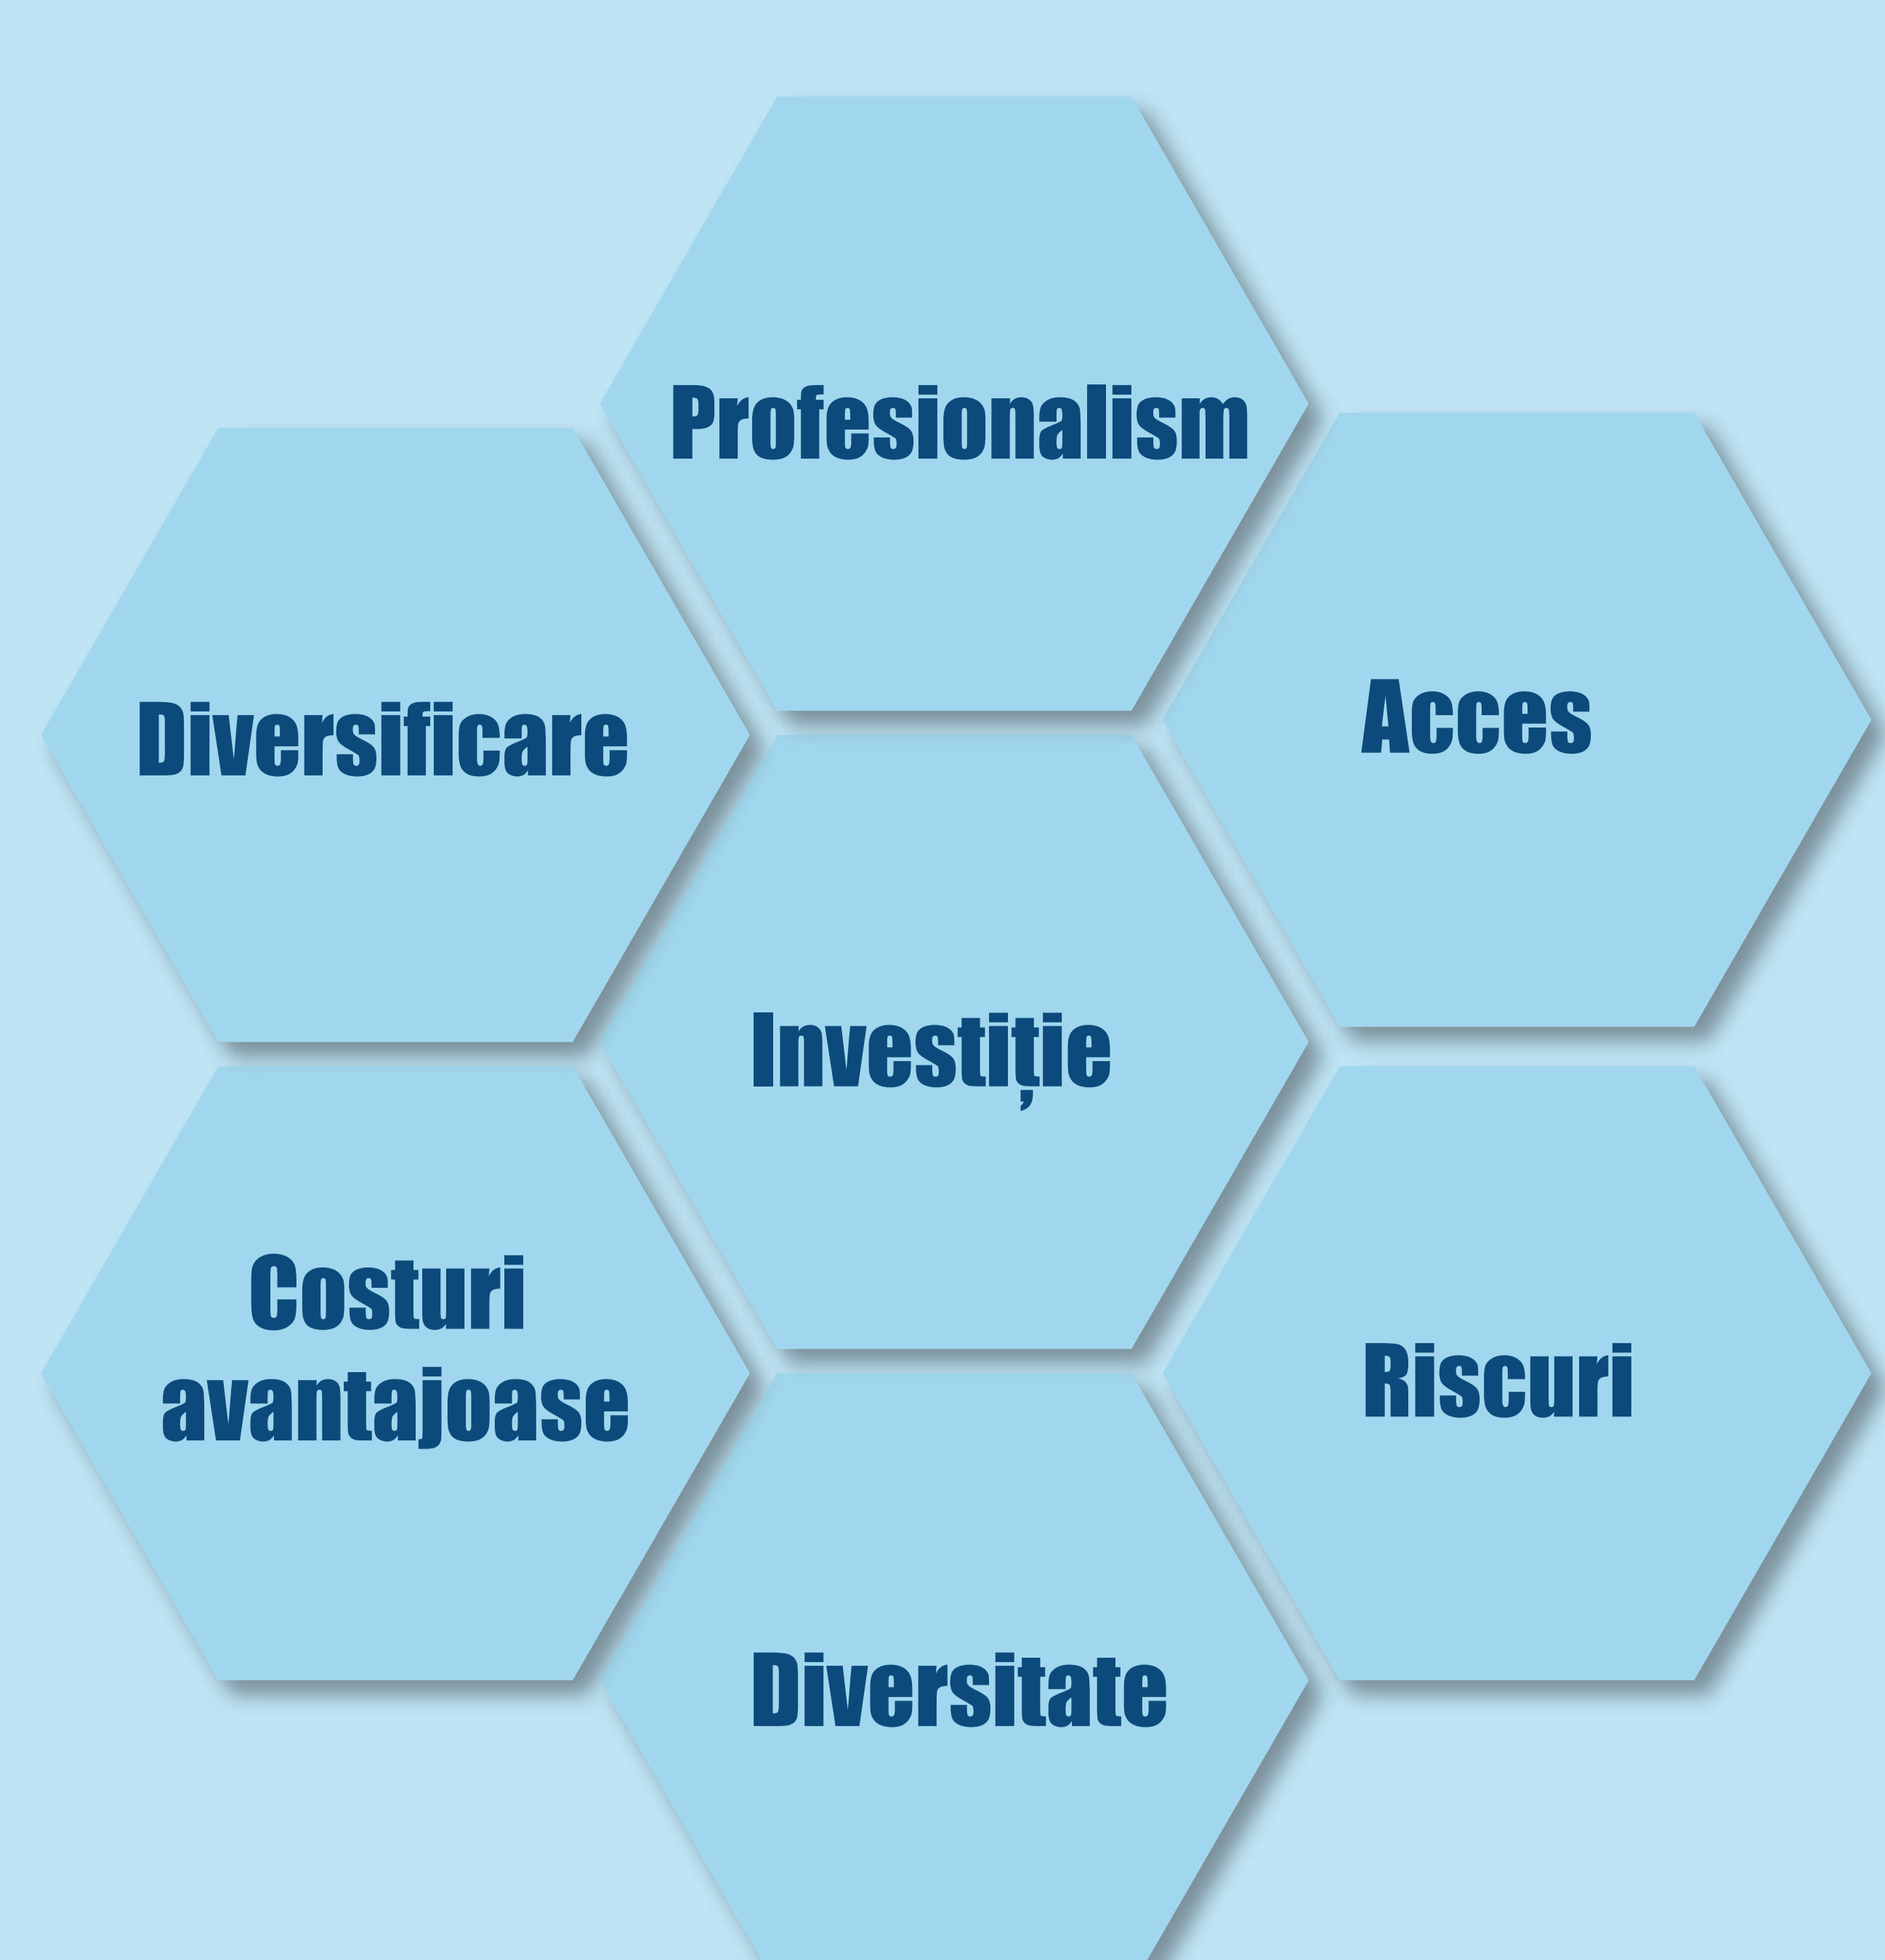 Profesionalism
Diversificare
Acces
Investiție
Costuri
avantajoase
Riscuri
Diversitate